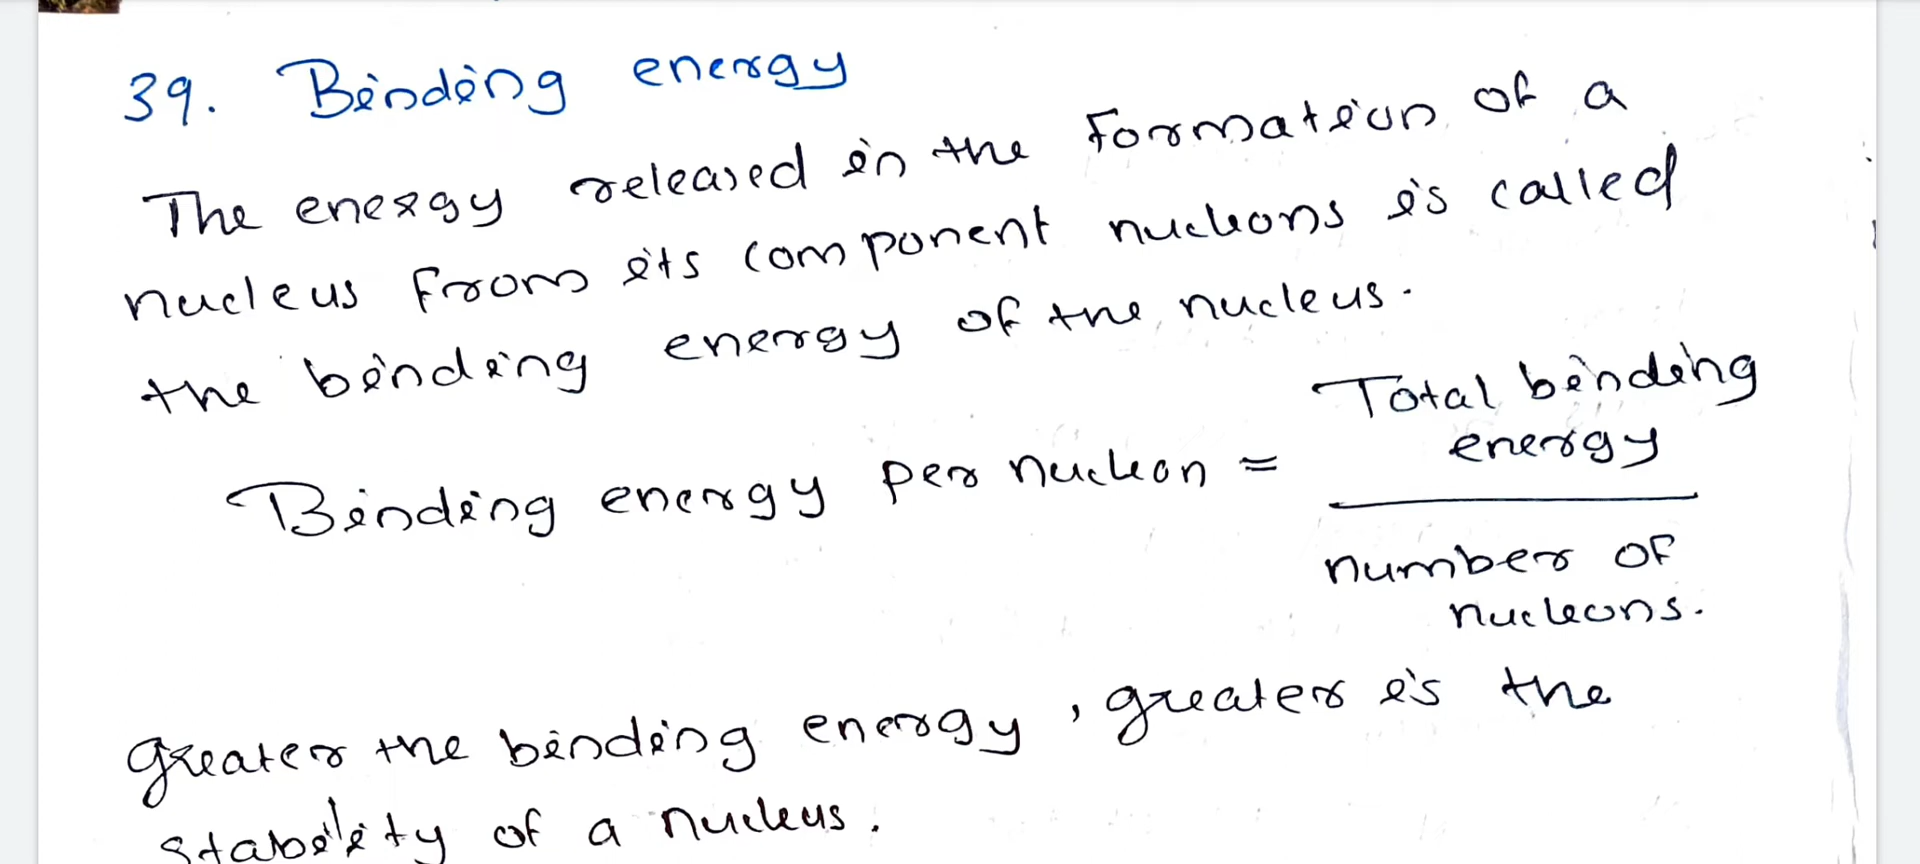 39. Binding energy
The energy released in the formation of a
nucleus from its component nucleons is called
the binding energy of the nucleus.
Binding energy per nucleon = Total binding
energy
number of
nucleons.
greater the binding energy, greater is the
stability of a nucleus.